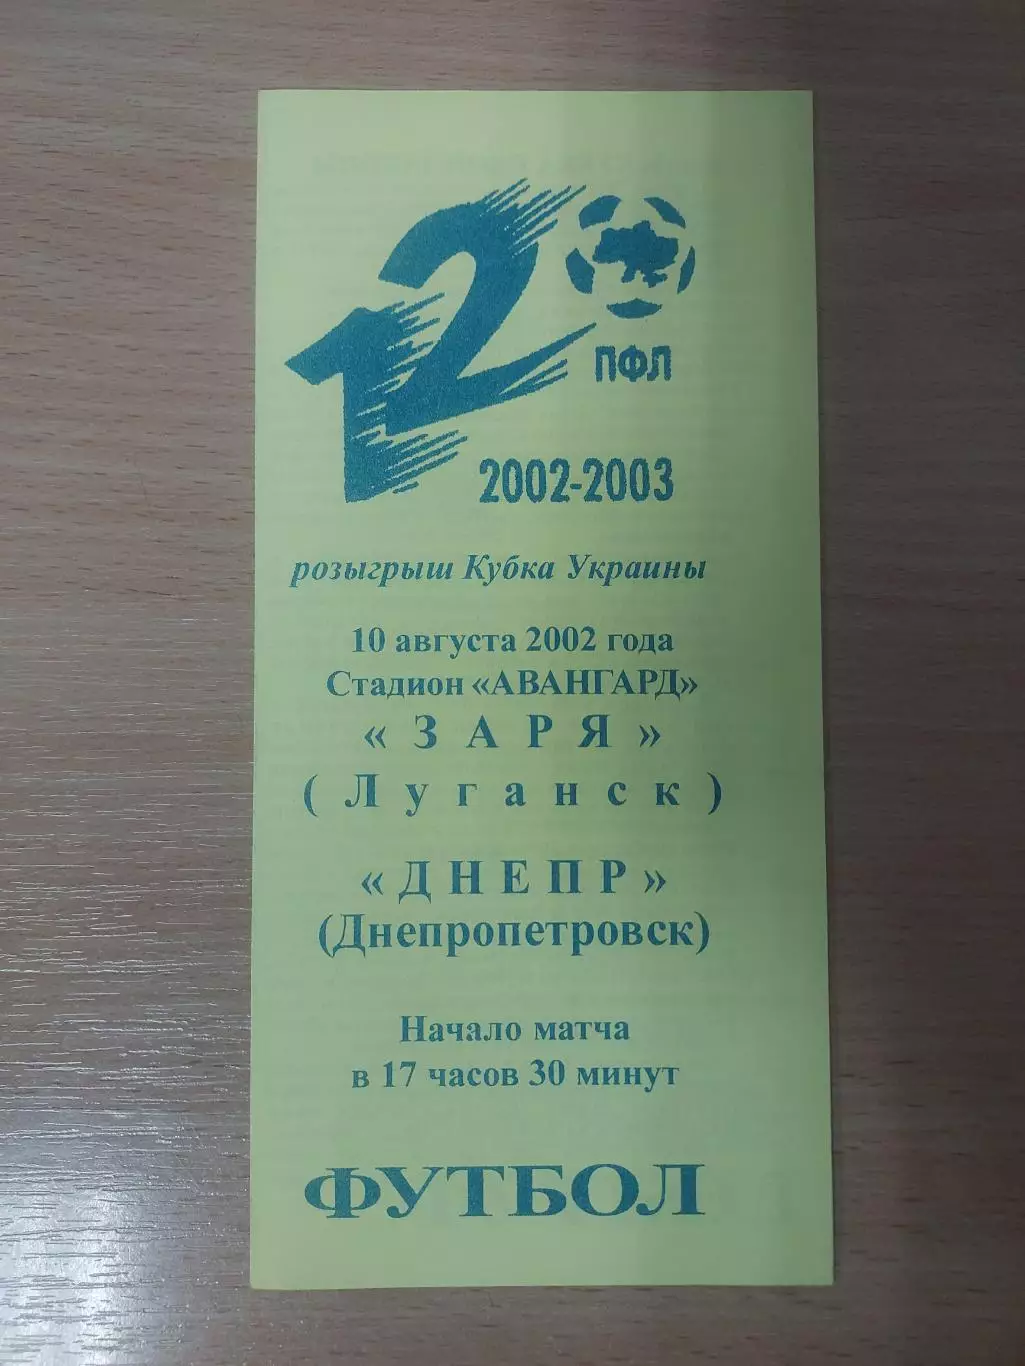 12
ПФЛ
2002-2003
розыгрыш Кубка Украины
10 августа 2002 года
Стадион «АВАНГАРД»
« З А Р Я »
( Л у г а н с к )
« Д Н Е П Р »
(Днепропетровск)
Начало матча
в 17 часов 30 минут
ФУТБОЛ